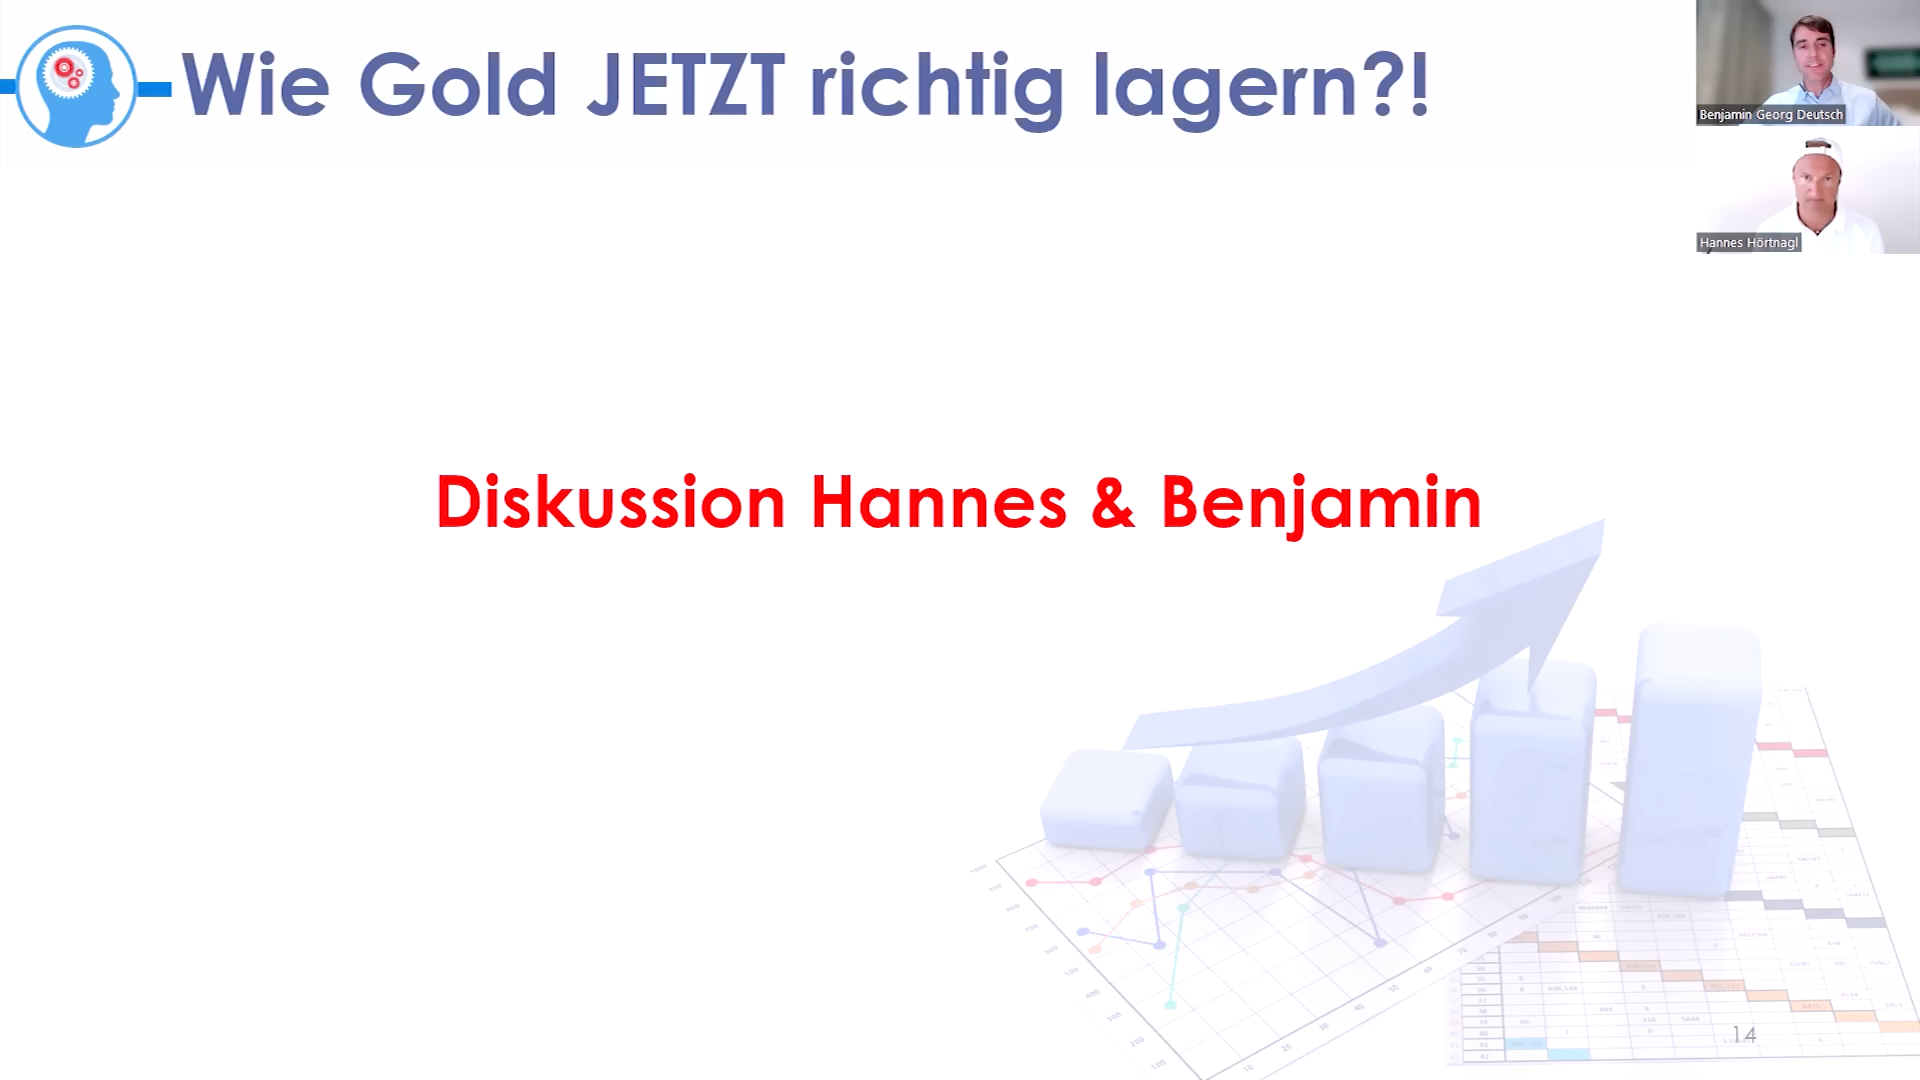 Wie Gold JETZT richtig lagern?!
Benjamin Georg Deutsch
Hannes Hörtnagl
Diskussion Hannes & Benjamin
14